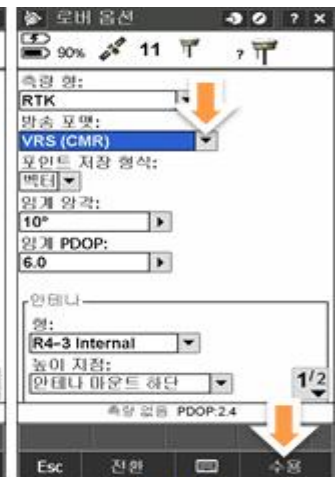 로버 옵션 ? ×
90% 11 ?
측량 형:
RTK
방송 포맷:
VRS (CMR)
포인트 저장 형식:
벡터
임계 앙각:
10°
임계 PDOP:
6.0
안테나
형:
R4-3 Internal
높이 지점:
안테나 마운트 하단
1/2
측량 없음 PDOP:2.4
Esc 전환 수용